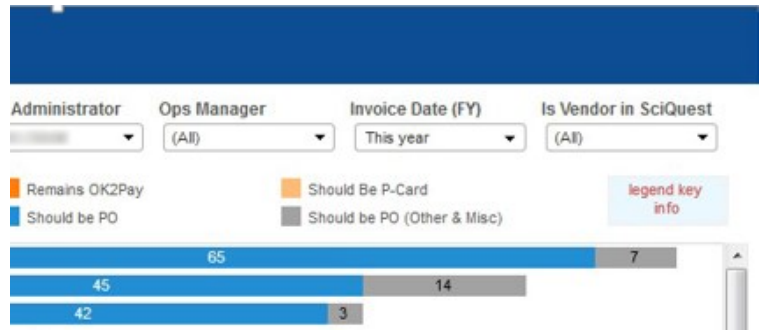 Administrator Ops Manager Invoice Date (FY) Is Vendor in SciQuest
(All) This year (All)
Remains OK2Pay Should Be P-Card legend key
Should be PO Should be PO (Other & Misc) info
65 7
45 14
42 3